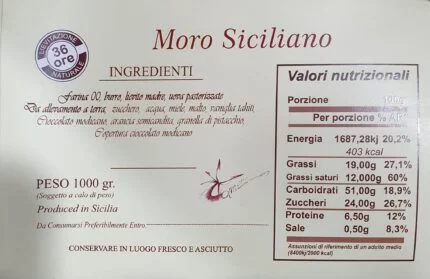 LIEVITAZIONE
36
ore
NATURALE
Moro Siciliano
INGREDIENTI
Farina 00, burro, lievito madre, uova pastorizzate
Da allevamento a terra, zucchero, acqua, miele, malto, vaniglia tahiti,
Cioccolato modicano, arancia semicandita, granella di pistacchio,
Copertura cioccolato modicano
PESO 1000 gr.
(Soggetto a calo di peso)
Produced in Sicilia
Da Consumarsi Preferibilmente Entro
CONSERVARE IN LUOGO FRESCO E ASCIUTTO
Valori nutrizionali
Porzione 100g
Per porzione % AR*
Energia 1687,28kj 20,2%
403 kcal
Grassi 19,00g 27,1%
Grassi saturi 12,000g 60%
Carboidrati 51,00g 18,9%
Zuccheri 24,00g 26,7%
Proteine 6,50g 12%
Sale 0,50g 8,3%
Assunzioni di riferimento di un adulto medio
(8400kj/2000 kcal)